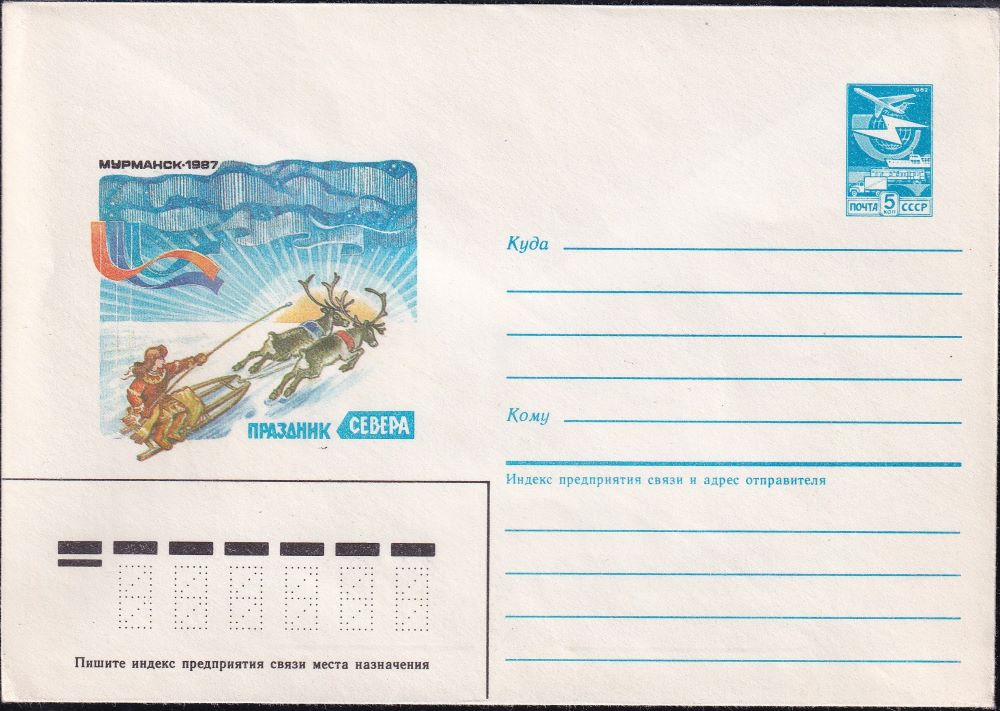 МУРМАНСК·1987
1982
ПОЧТА 5 КОП СССР
Куда
Кому
ПРАЗДНИК СЕВЕРА
Индекс предприятия связи и адрес отправителя
Пишите индекс предприятия связи места назначения